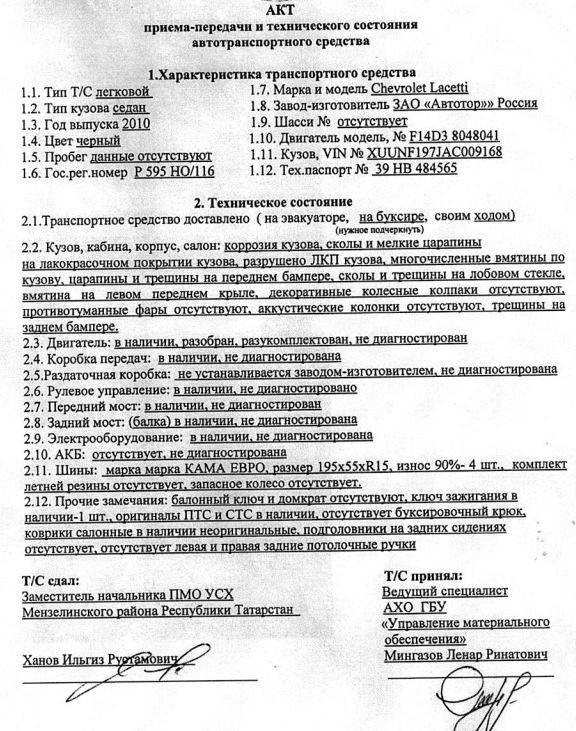 АКТ
приема-передачи и технического состояния
автотранспортного средства
1.Характеристика транспортного средства
1.1. Тип Т/С легковой
1.2. Тип кузова седан
1.3. Год выпуска 2010
1.4. Цвет черный
1.5. Пробег данные отсутствуют
1.6. Гос.рег.номер Р 595 НО/116
1.7. Марка и модель Chevrolet Lacetti
1.8. Завод-изготовитель ЗАО «Автотор»» Россия
1.9. Шасси № отсутствует
1.10. Двигатель модель, № F14D3 8048041
1.11. Кузов, VIN № XUUNF197JAC009168
1.12. Тех.паспорт № 39 НВ 484565
2. Техническое состояние
2.1.Транспортное средство доставлено ( на эвакуаторе, на буксире, своим ходом)
(нужное подчеркнуть)
2.2. Кузов, кабина, корпус, салон: коррозия кузова, сколы и мелкие царапины
на лакокрасочном покрытии кузова, разрушено ЛКП кузова, многочисленные вмятины по
кузову, царапины и трещины на переднем бампере, сколы и трещины на лобовом стекле,
вмятина на левом переднем крыле, декоративные колесные колпаки отсутствуют,
противотуманные фары отсутствуют, аккустические колонки отсутствуют, трещины на
заднем бампере.
2.3. Двигатель: в наличии, разобран, разукомплектован, не диагностирован
2.4. Коробка передач: в наличии, не диагностирована
2.5.Раздаточная коробка: не устанавливается заводом-изготовителем, не диагностирована
2.6. Рулевое управление: в наличии, не диагностировано
2.7. Передний мост: в наличии, не диагностирован
2.8. Задний мост: (балка) в наличии, не диагностирована
2.9. Электрооборудование: в наличии, не диагностирована
2.10. АКБ: отсутствует, не диагностирована
2.11. Шины: марка марка КАМА ЕВРО, размер 195х55хR15, износ 90%- 4 шт., комплект
летней резины отсутствует, запасное колесо отсутствует.
2.12. Прочие замечания: балонный ключ и домкрат отсутствуют, ключ зажигания в
наличии-1 шт., оригиналы ПТС и СТС в наличии, отсутствует буксировочный крюк,
коврики салонные в наличии неоригинальные, подголовники на задних сидениях
отсутствует, отсутствует левая и правая задние потолочные ручки
Т/С сдал:
Заместитель начальника ПМО УСХ
Мензелинского района Республики Татарстан
Ханов Ильгиз Рустамович
Т/С принял:
Ведущий специалист
АХО ГБУ
«Управление материального
обеспечения»
Мингазов Ленар Ринатович